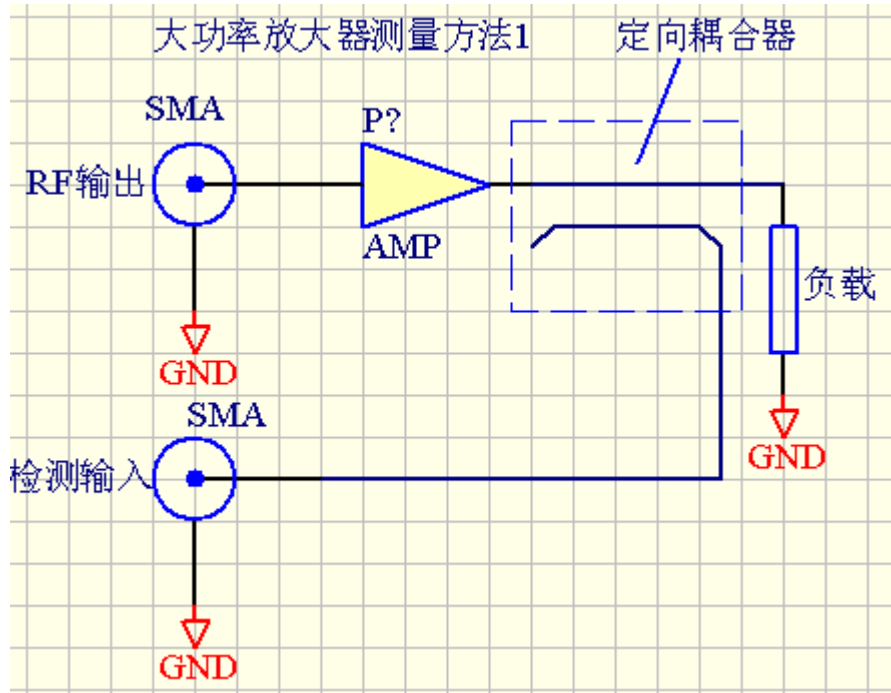 大功率放大器测量方法1
定向耦合器
SMA
P?
RF输出
AMP
负载
GND
SMA
GND
检测输入
GND